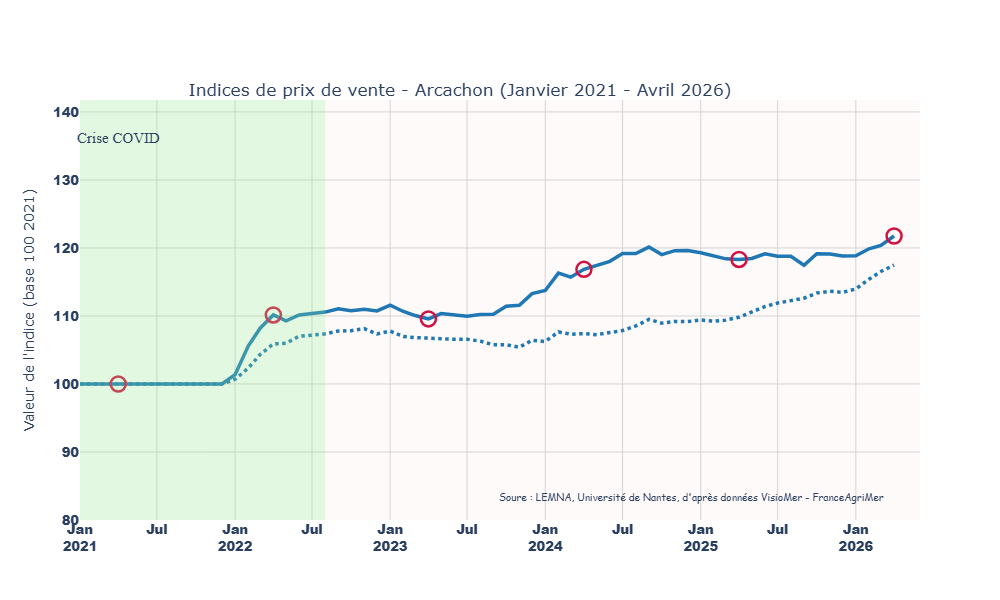 Indices de prix de vente - Arcachon (Janvier 2021 - Avril 2026)
140
Crise COVID
130
120
110
100
90
80
Valeur de l'indice (base 100 2021)
Soure : LEMNA, Université de Nantes, d'après données VisioMer - FranceAgriMer
Jan Jul Jan Jul Jan Jul Jan Jul Jan Jul Jan
2021 2022 2023 2024 2025 2026